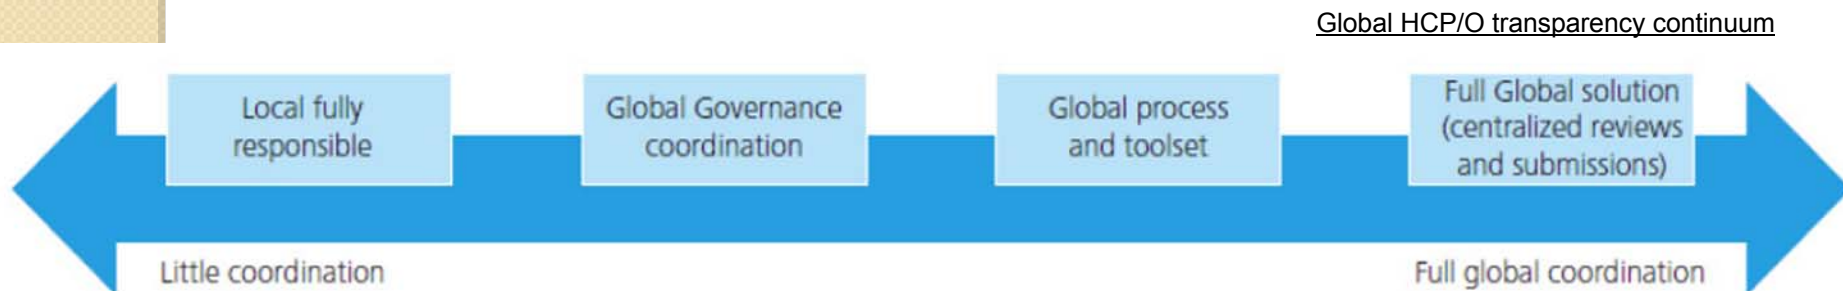 Global HCP/O transparency continuum
Local fully
responsible
Global Governance
coordination
Global process
and toolset
Full Global solution
(centralized reviews
and submissions)
Little coordination
Full global coordination